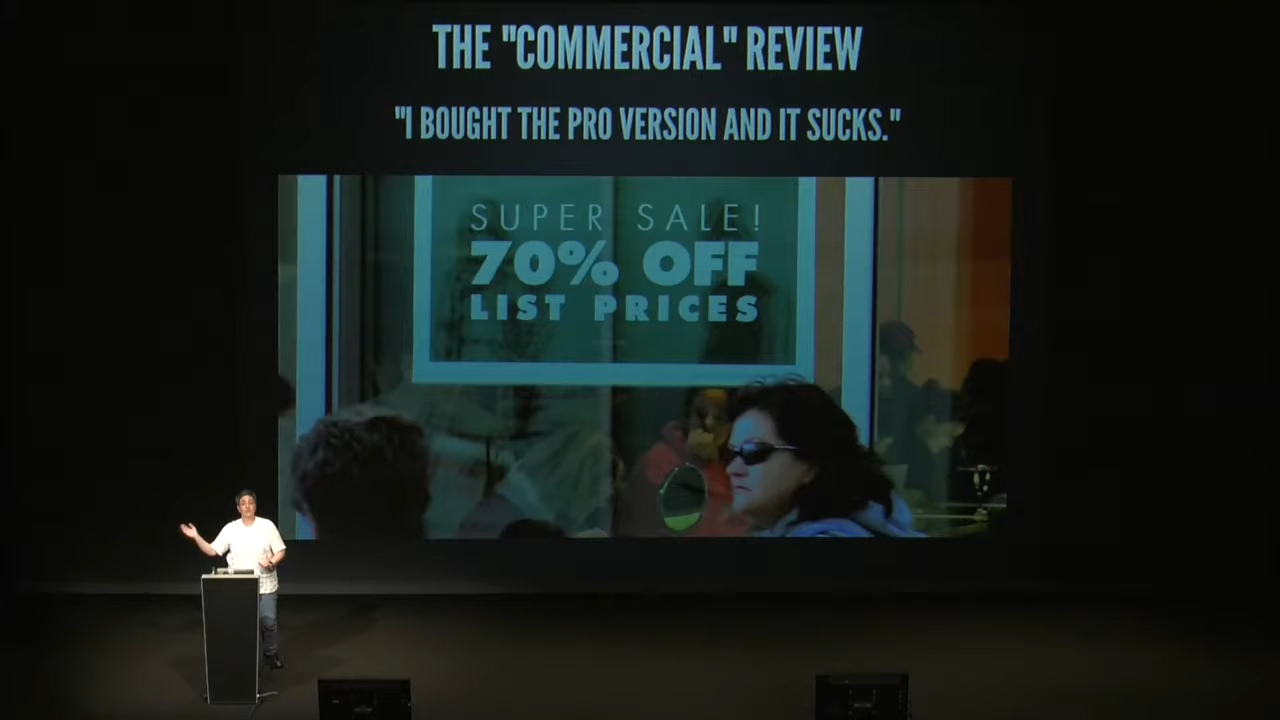 THE "COMMERCIAL" REVIEW
"I BOUGHT THE PRO VERSION AND IT SUCKS."
SUPER SALE!
70% OFF
LIST PRICES